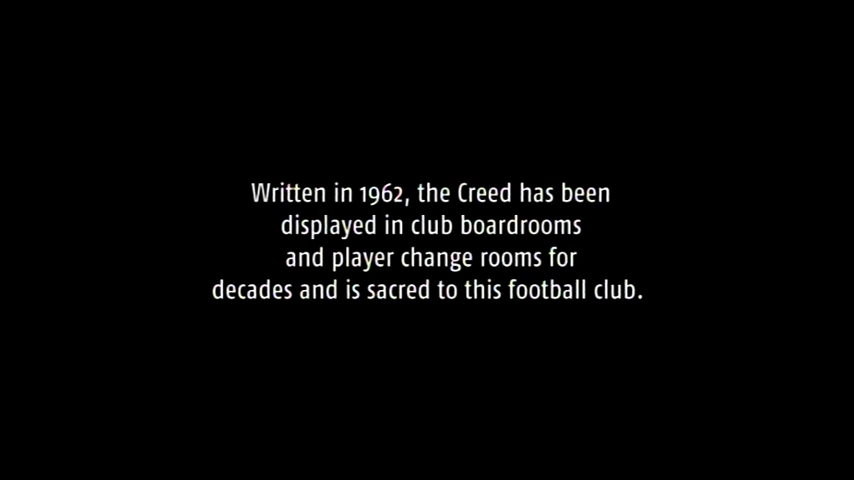 Written in 1962, the Creed has been
displayed in club boardrooms
and player change rooms for
decades and is sacred to this football club.